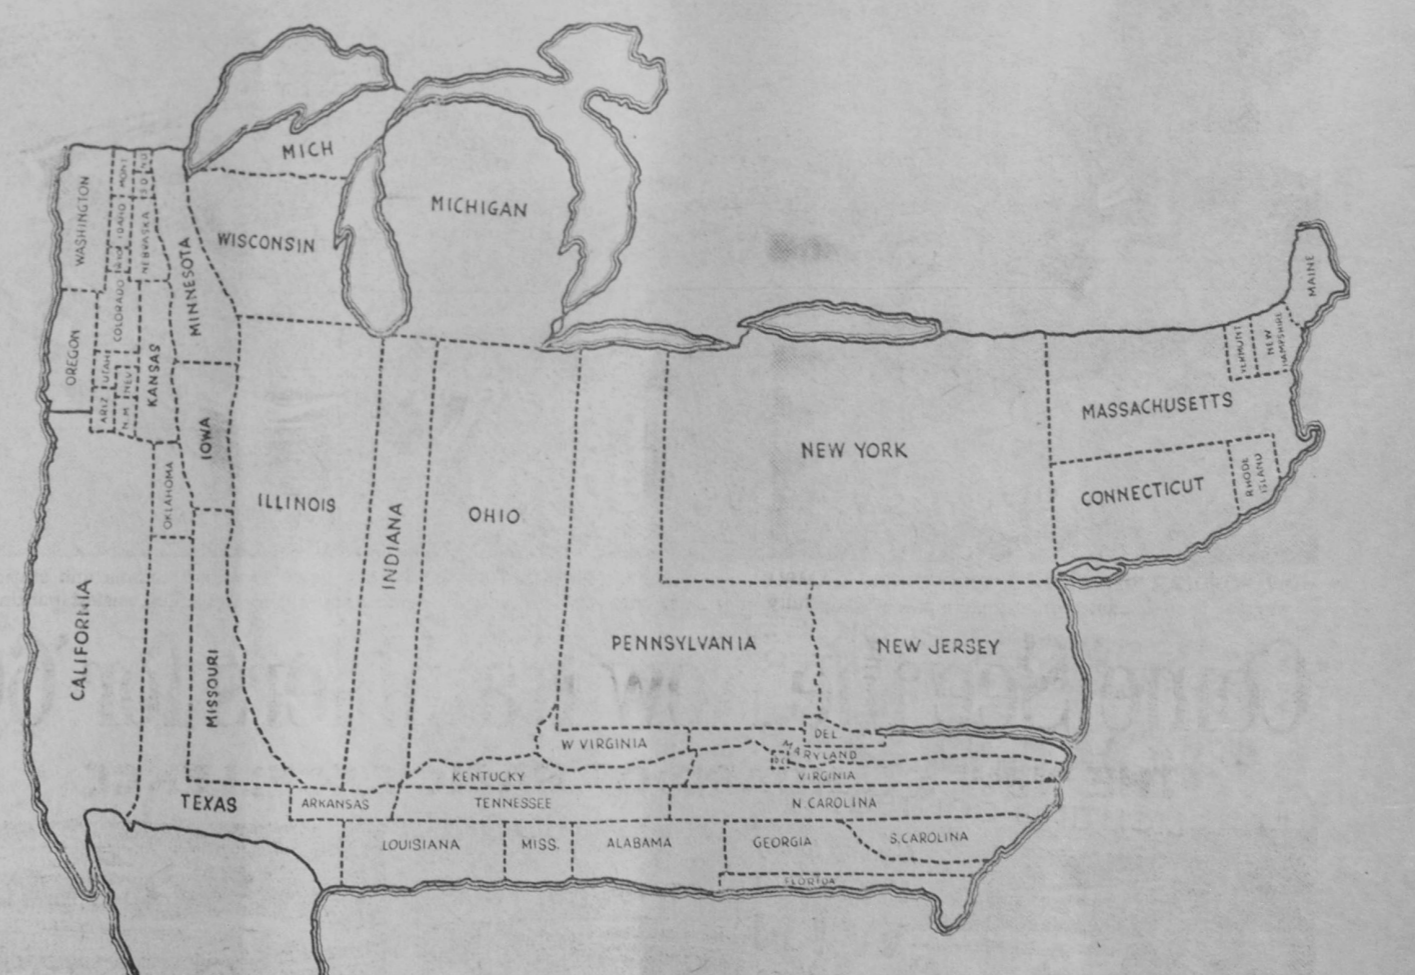 MICH
MICHIGAN
WISCONSIN
WASHINGTON
MONT
IDAHO
NEBRASKA
MINNESOTA
COLORADO
OREGON
UTAH
NEV
ARIZ
N.M
KANSAS
IOWA
OKLAHOMA
ILLINOIS
INDIANA
OHIO
CALIFORNIA
MISSOURI
TEXAS
MAINE
VERMONT
NEW
HAMPSHIRE
MASSACHUSETTS
NEW YORK
CONNECTICUT
RHODE
ISLAND
PENNSYLVANIA
NEW JERSEY
W VIRGINIA
DEL
MARYLAND
D.C.
KENTUCKY
VIRGINIA
ARKANSAS
TENNESSEE
N. CAROLINA
LOUISIANA
MISS.
ALABAMA
GEORGIA
S. CAROLINA
FLORIDA